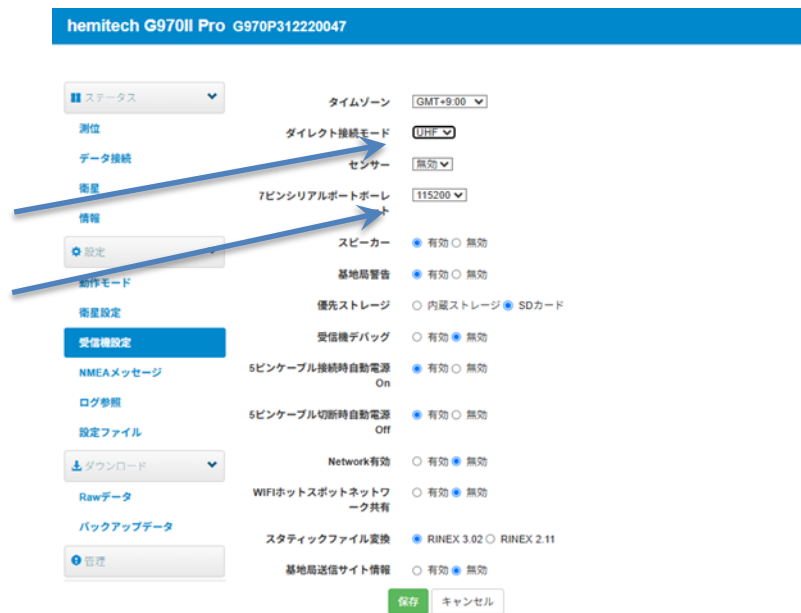 hemitech G970II Pro G970P312220047
ステータス
測位
データ接続
衛星
情報
設定
動作モード
衛星設定
受信機設定
NMEAメッセージ
ログ参照
設定ファイル
ダウンロード
Rawデータ
バックアップデータ
管理
タイムゾーン GMT+9:00
ダイレクト接続モード UHF
センサー 無効
7ピンシリアルポートボーレ 115200
ート
スピーカー 有効 無効
基地局警告 有効 無効
優先ストレージ 内蔵ストレージ SDカード
受信機デバッグ 有効 無効
5ピンケーブル接続時自動電源 有効 無効
On
5ピンケーブル切断時自動電源 有効 無効
Off
Network有効 有効 無効
WIFIホットスポットネットワ 有効 無効
ーク共有
スタティックファイル変換 RINEX 3.02 RINEX 2.11
基地局送信サイト情報 有効 無効
保存 キャンセル